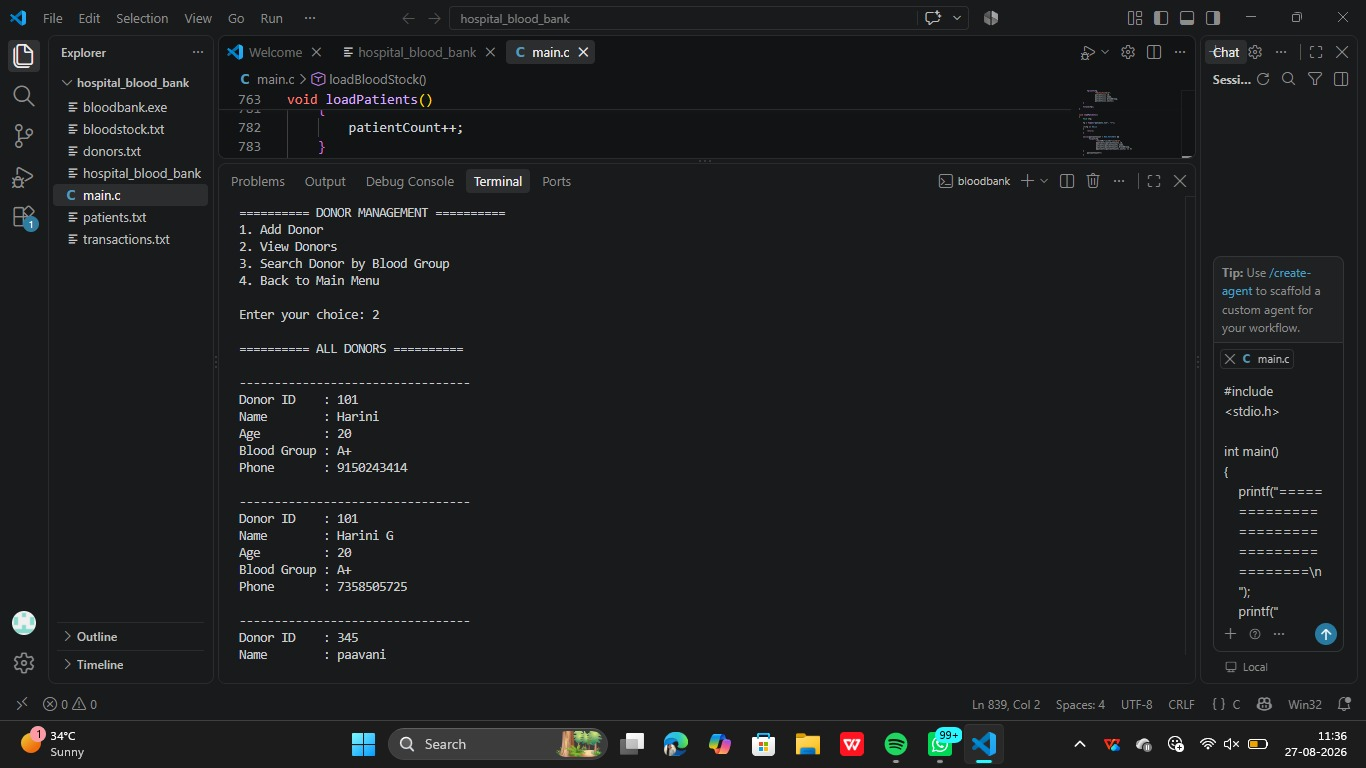 File Edit Selection View Go Run ···
hospital_blood_bank
Explorer ···
hospital_blood_bank
bloodbank.exe
bloodstock.txt
donors.txt
hospital_blood_bank
C main.c
patients.txt
transactions.txt
1
Outline
Timeline
Welcome
hospital_blood_bank
C main.c
C main.c > loadBloodStock()
763 void loadPatients()
782 patientCount++;
783 }
Problems Output Debug Console Terminal Ports
bloodbank
========== DONOR MANAGEMENT ==========
1. Add Donor
2. View Donors
3. Search Donor by Blood Group
4. Back to Main Menu
Enter your choice: 2
========== ALL DONORS ==========
---------------------------------
Donor ID : 101
Name : Harini
Age : 20
Blood Group : A+
Phone : 9150243414
---------------------------------
Donor ID : 101
Name : Harini G
Age : 20
Blood Group : A+
Phone : 7358505725
---------------------------------
Donor ID : 345
Name : paavani
Chat
Sessi...
Tip: Use /create-
agent to scaffold a
custom agent for
your workflow.
C main.c
#include
<stdio.h>
int main()
{
printf("=====
=========
=========
=========
========\n
");
printf("
Local
0 0
Ln 839, Col 2 Spaces: 4 UTF-8 CRLF {} C Win32
1
34°C
Sunny
Search
99+
11:36
27-08-2026